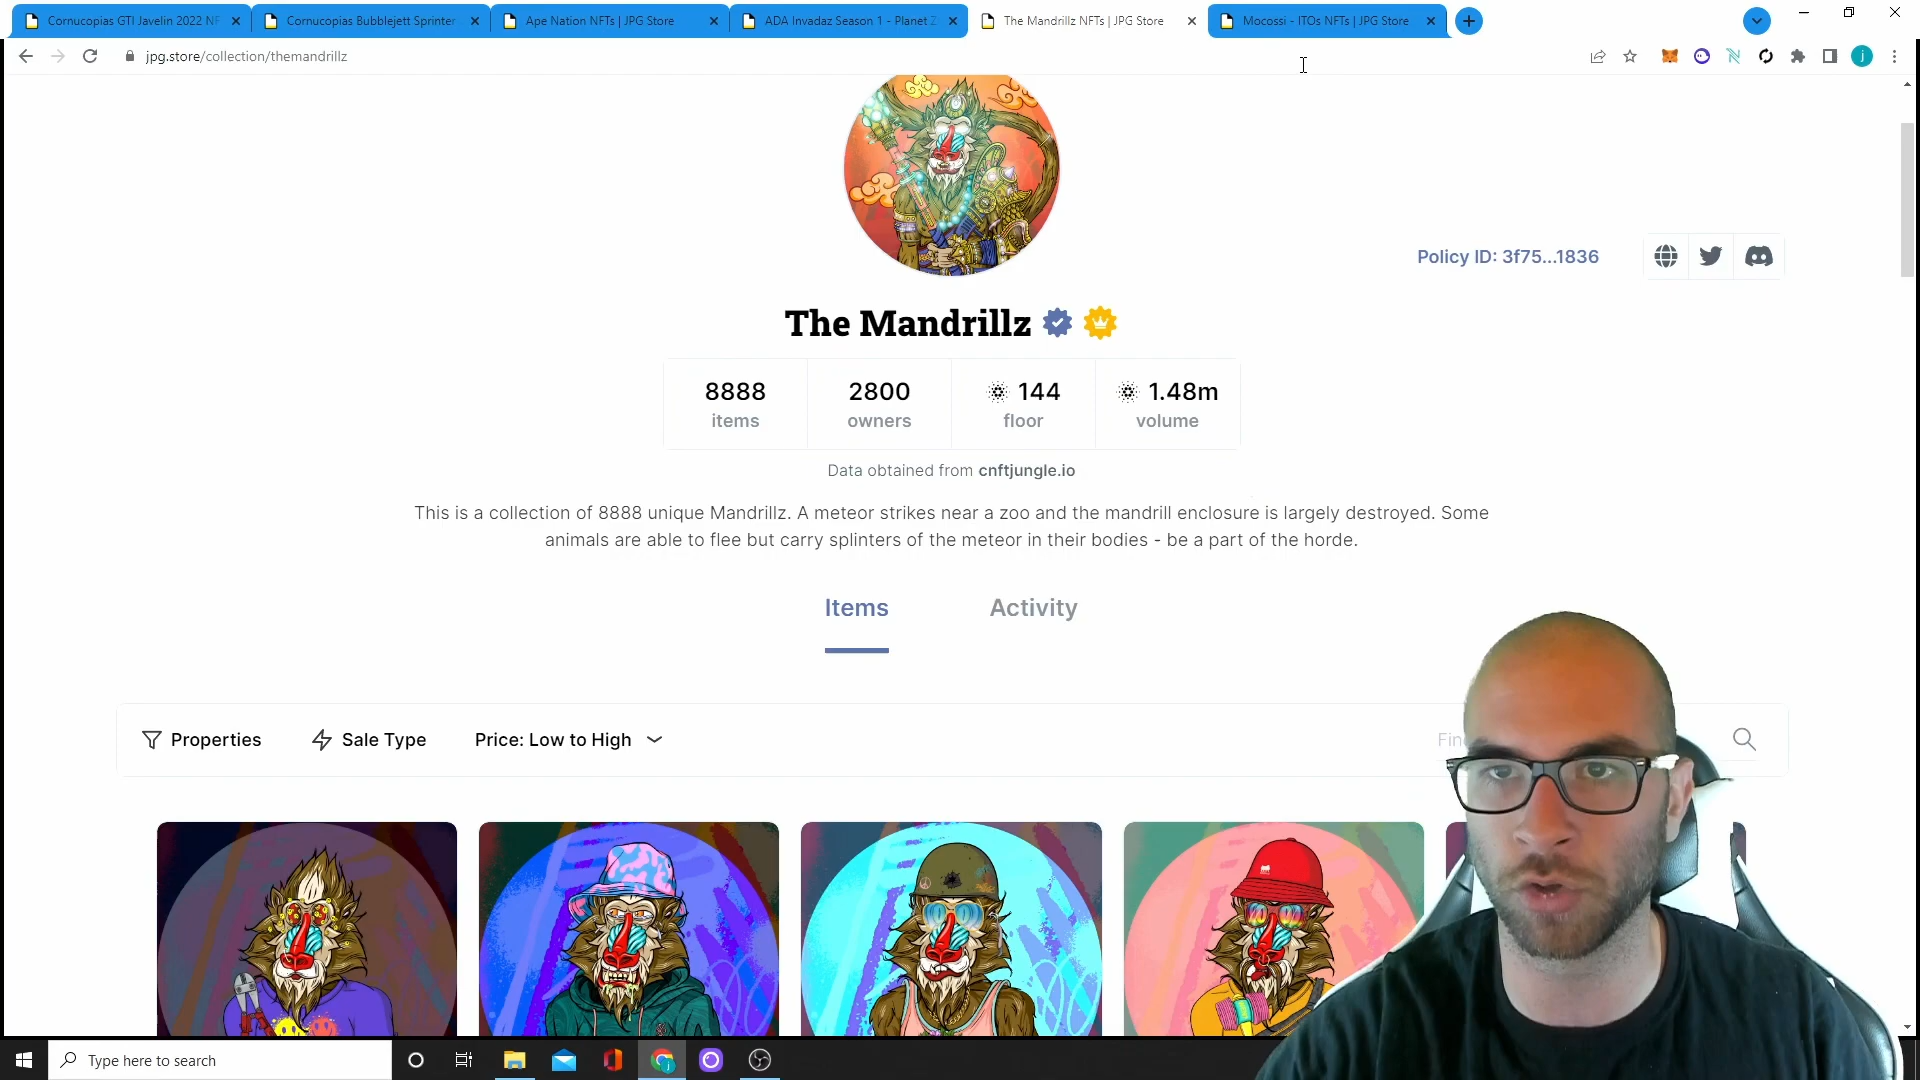 Cornucopias GTI Javelin 2022 NF
Cornucopias Bubblejett Sprinter
Ape Nation NFTs | JPG Store
ADA Invadaz Season 1 - Planet Z
The Mandrillz NFTs | JPG Store
Mocossi - ITOs NFTs | JPG Store
jpg.store/collection/themandrillz
j
Policy ID: 3f75...1836
The Mandrillz
8888 2800 144 1.48m
items owners floor volume
Data obtained from cnftjungle.io
This is a collection of 8888 unique Mandrillz. A meteor strikes near a zoo and the mandrill enclosure is largely destroyed. Some
animals are able to flee but carry splinters of the meteor in their bodies - be a part of the horde.
Items Activity
Properties Sale Type Price: Low to High
Type here to search